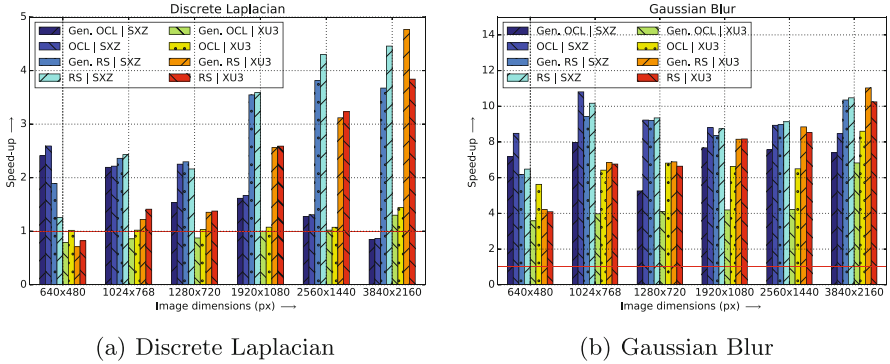 Discrete Laplacian
Speed-up →
5
4
3
2
1
0
Gen. OCL | SXZ
OCL | SXZ
Gen. RS | SXZ
RS | SXZ
Gen. OCL | XU3
OCL | XU3
Gen. RS | XU3
RS | XU3
640x480 1024x768 1280x720 1920x1080 2560x1440 3840x2160
Image dimensions (px) →
(a) Discrete Laplacian
Gaussian Blur
Speed-up →
14
12
10
8
6
4
2
0
Gen. OCL | SXZ
OCL | SXZ
Gen. RS | SXZ
RS | SXZ
Gen. OCL | XU3
OCL | XU3
Gen. RS | XU3
RS | XU3
640x480 1024x768 1280x720 1920x1080 2560x1440 3840x2160
Image dimensions (px) →
(b) Gaussian Blur